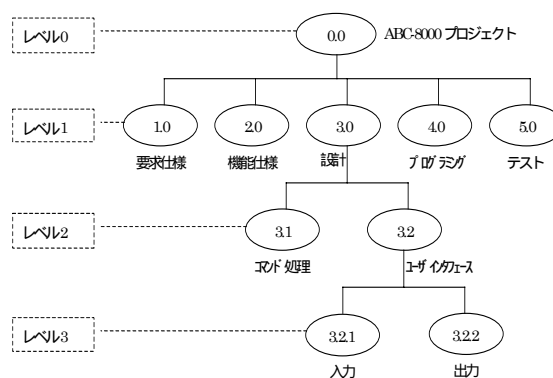 レベル0
0.0
ABC-8000 プロジェクト
レベル1
1.0
2.0
3.0
4.0
5.0
要求仕様
機能仕様
設計
プログラミング
テスト
レベル2
3.1
3.2
コマンド処理
ユーザインタフェース
レベル3
3.2.1
3.2.2
入力
出力